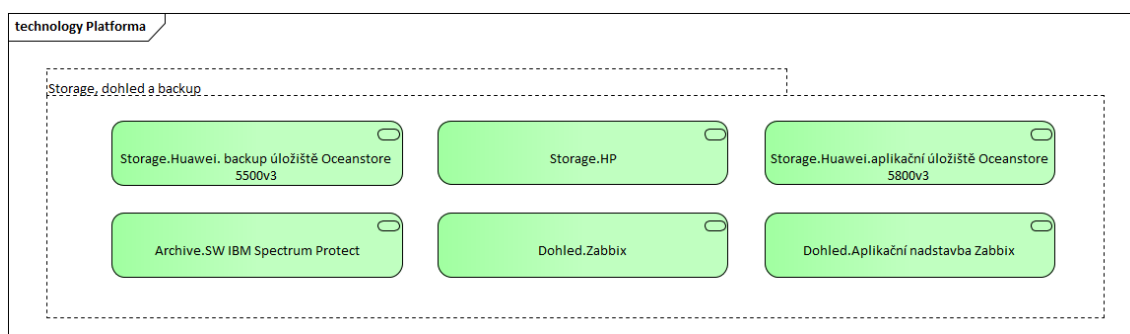 technology Platforma
Storage, dohled a backup
Storage.Huawei. backup úložiště Oceanstore
5500v3
Storage.HP
Storage.Huawei.aplikační úložiště Oceanstore
5800v3
Archive.SW IBM Spectrum Protect
Dohled.Zabbix
Dohled.Aplikační nadstavba Zabbix